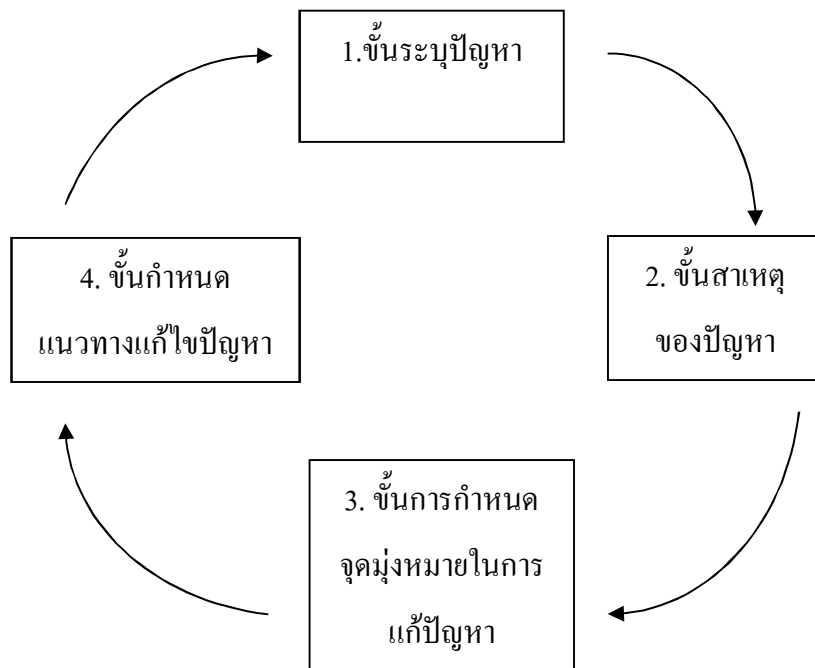 1.ขั้นระบุปัญหา
2. ขั้นสาเหตุ
ของปัญหา
3. ขั้นการกำหนด
จุดมุ่งหมายในการ
แก้ปัญหา
4. ขั้นกำหนด
แนวทางแก้ไขปัญหา